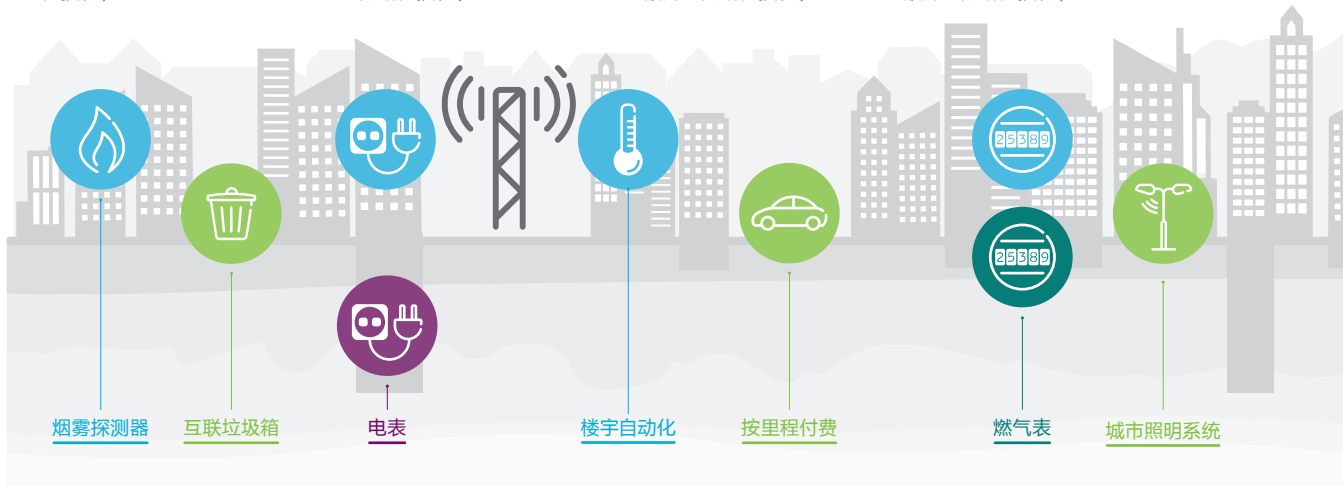 25389
25389
烟雾探测器
互联垃圾箱
电表
楼宇自动化
按里程付费
燃气表
城市照明系统